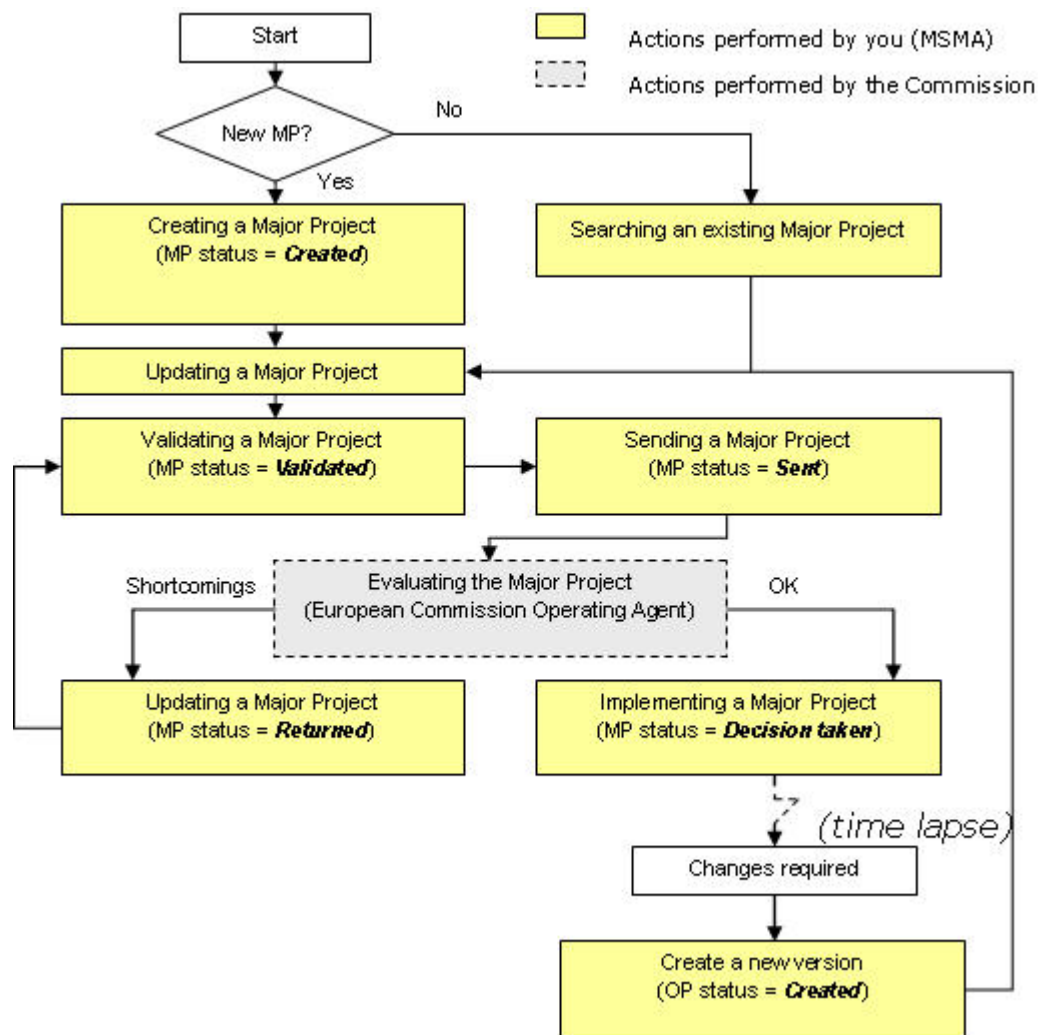 Start
Actions performed by you (MSMA)
Actions performed by the Commission
New MP?
No
Yes
Creating a Major Project
(MP status = Created)
Searching an existing Major Project
Updating a Major Project
Validating a Major Project
(MP status = Validated)
Sending a Major Project
(MP status = Sent)
Shortcomings
Evaluating the Major Project
(European Commission Operating Agent)
OK
Updating a Major Project
(MP status = Returned)
Implementing a Major Project
(MP status = Decision taken)
(time lapse)
Changes required
Create a new version
(OP status = Created)